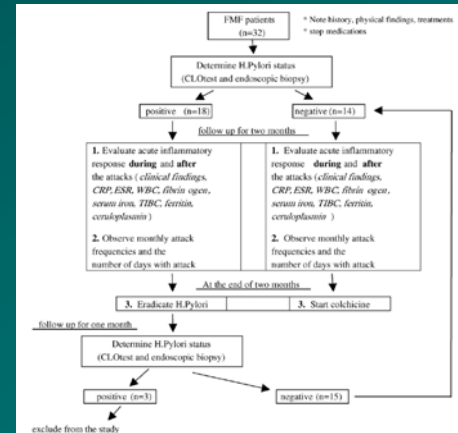 FMF patients
(n=32)
* Note history, physical findings, treatments
* stop medications
Determine H.Pylori status
(CLOtest and endoscopic biopsy)
positive (n=18)
negative (n=14)
follow up for two months
1. Evaluate acute inflammatory
response during and after
the attacks ( clinical findings,
CRP, ESR, WBC, fibrin ogen,
serum iron, TIBC, ferritin,
ceruloplasmin )
2. Observe monthly attack
frequencies and the
number of days with attack
1. Evaluate acute inflammatory
response during and after
the attacks ( clinical findings,
CRP, ESR, WBC, fibrin ogen,
serum iron, TIBC, ferritin,
ceruloplasmin )
2. Observe monthly attack
frequencies and the
number of days with attack
At the end of two months
3. Eradicate H.Pylori
3. Start colchicine
follow up for one month
Determine H.Pylori status
(CLOtest and endoscopic biopsy)
positive (n=3)
negative (n=15)
exclude from the study